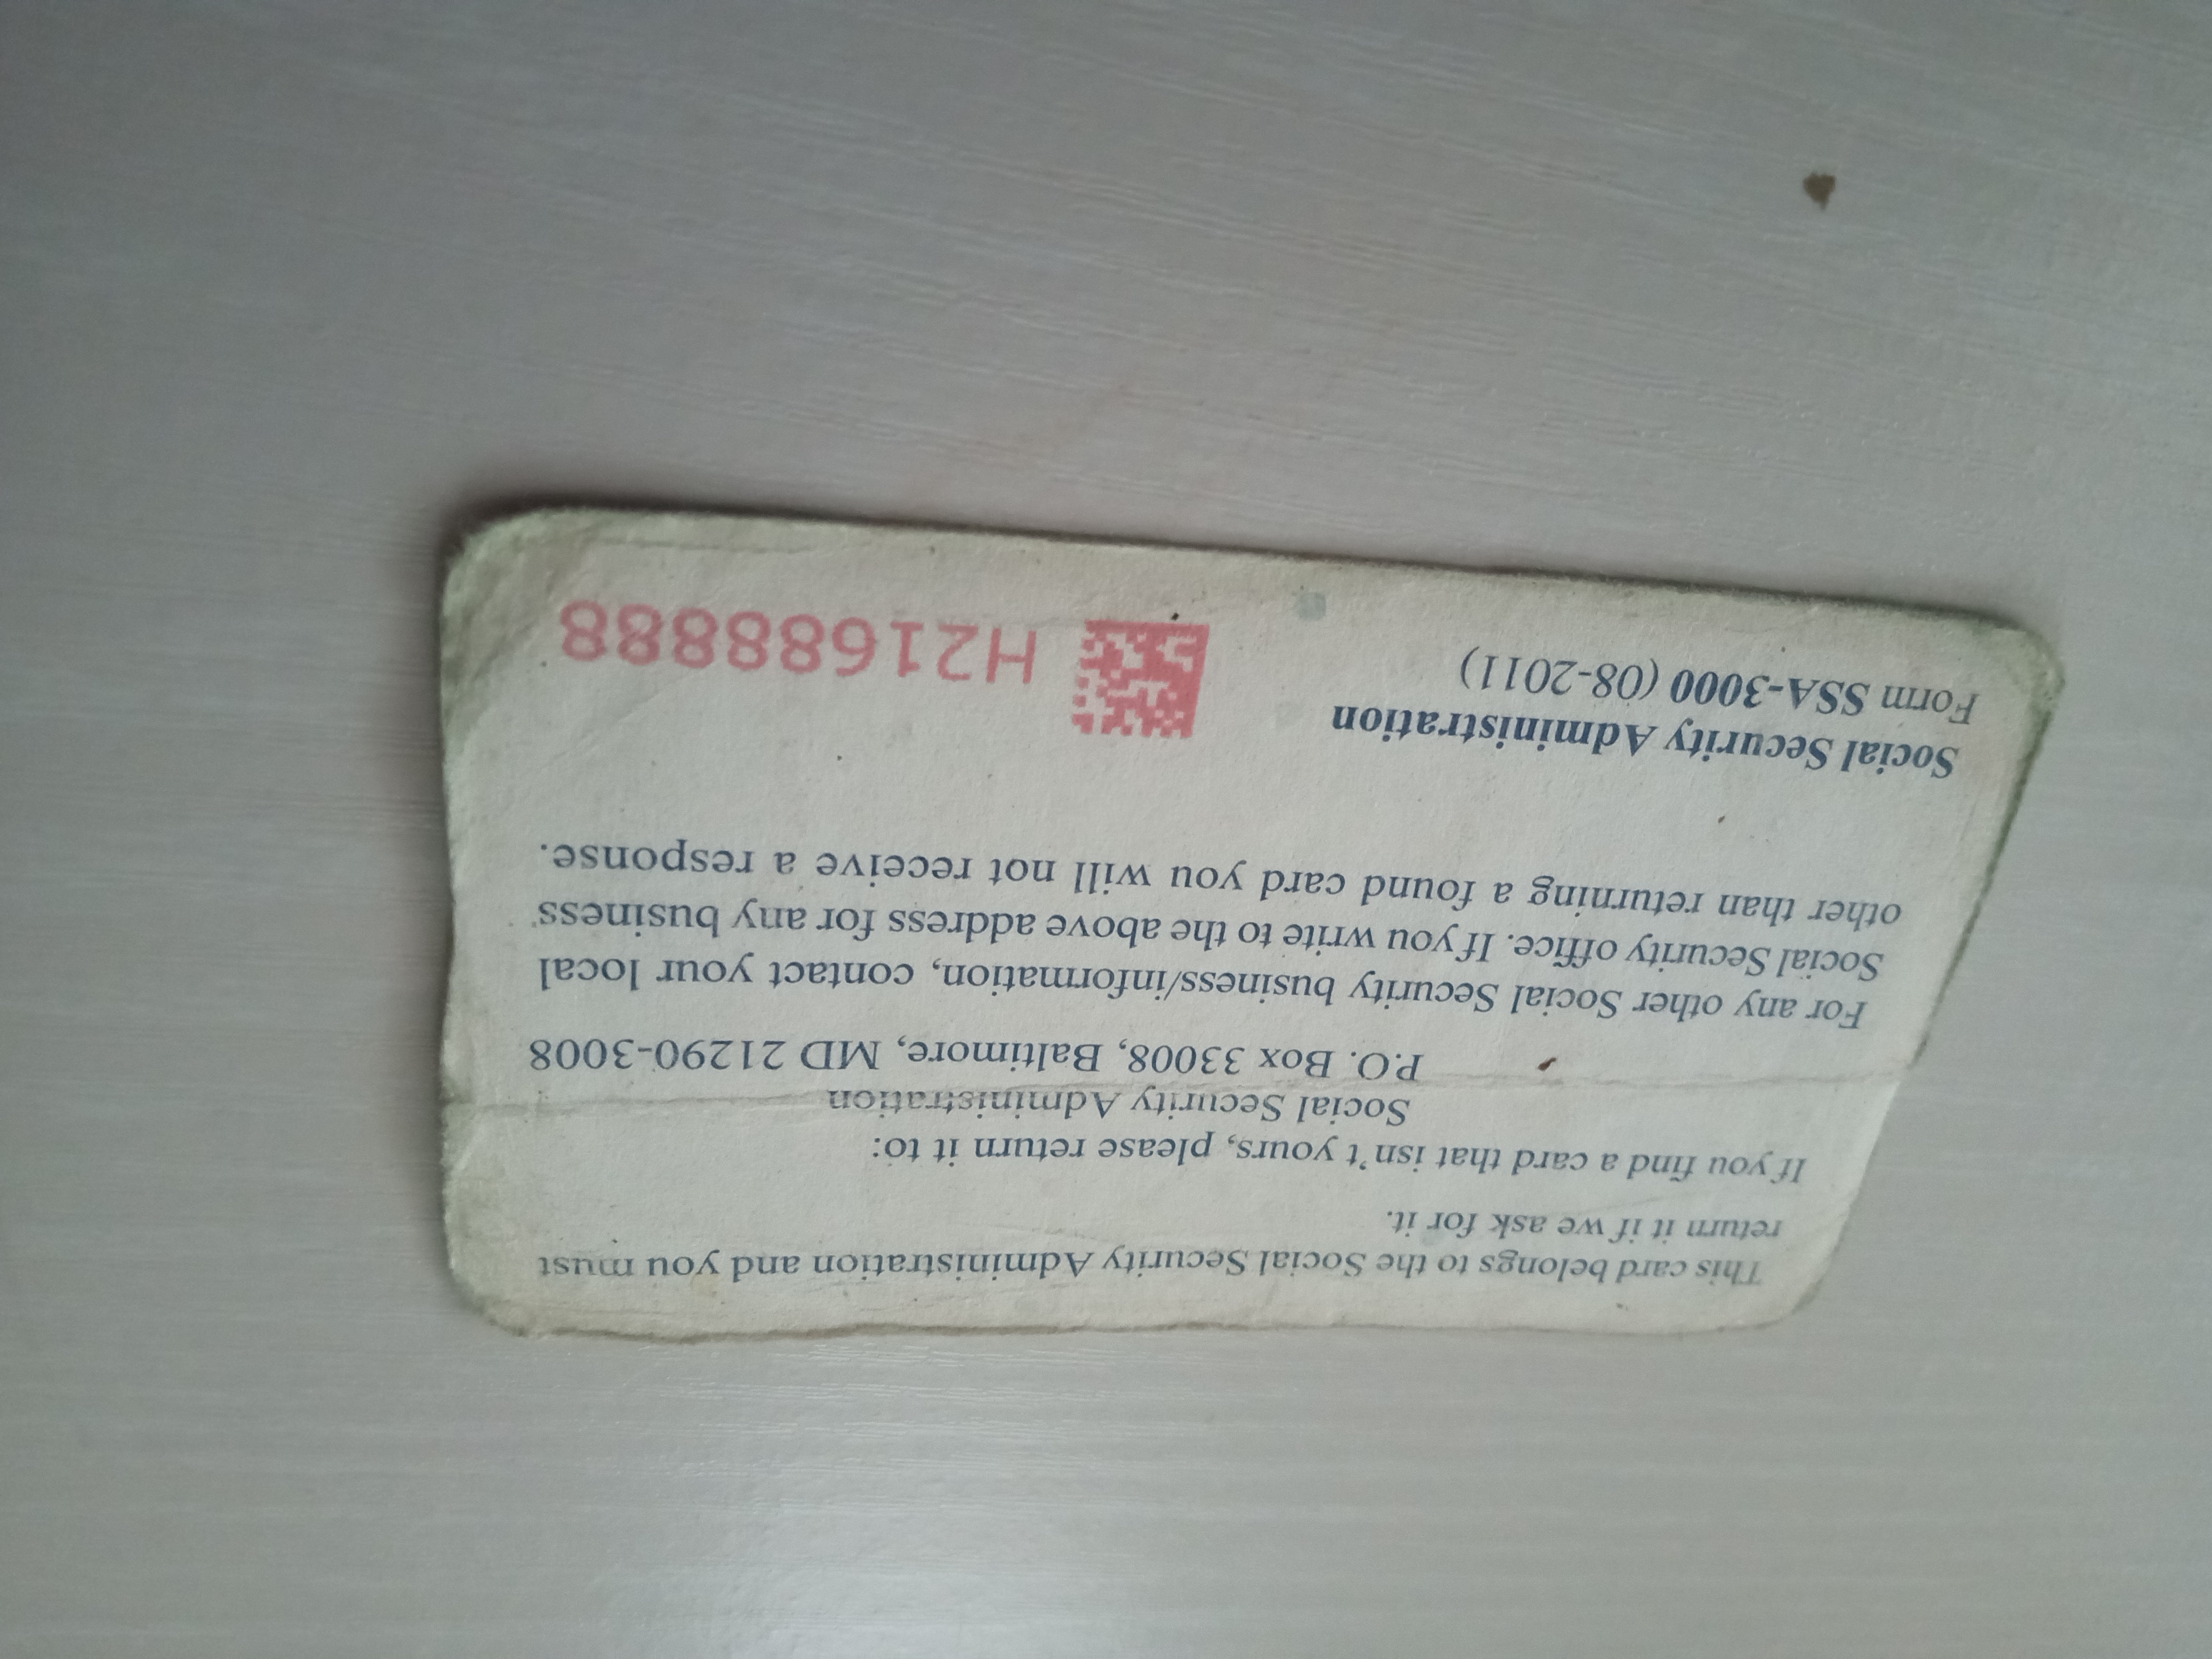 This card belongs to the Social Security Administration and you must
return it if we ask for it.
If you find a card that isn't yours, please return it to:
Social Security Administration
P.O. Box 33008, Baltimore, MD 21290-3008
For any other Social Security business/information, contact your local
Social Security office. If you write to the above address for any business
other than returning a found card you will not receive a response.
Social Security Administration
Form SSA-3000 (08-2011)
H21688888